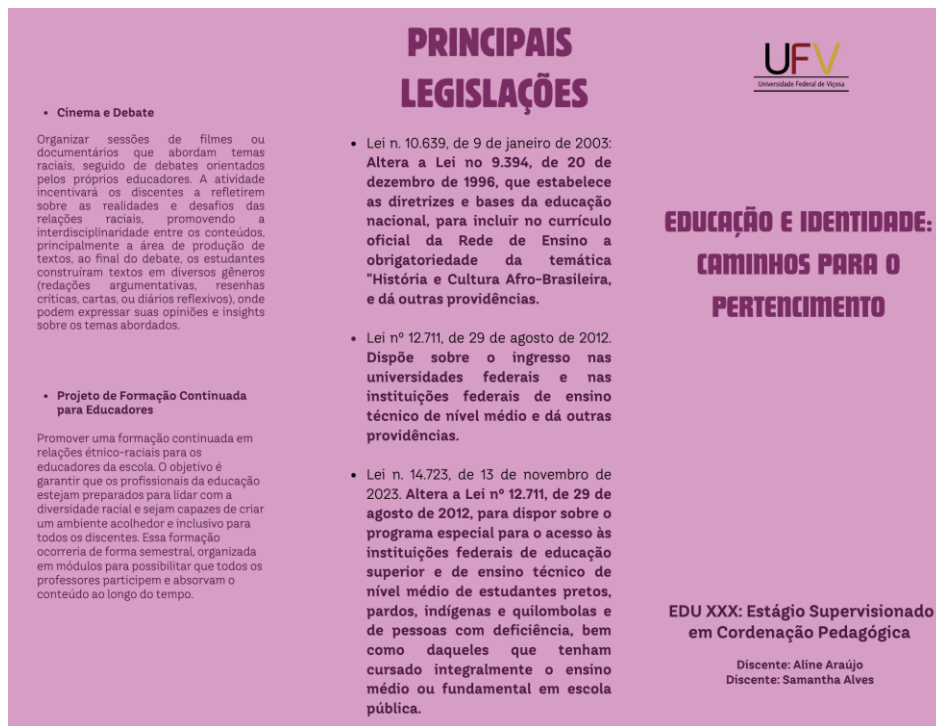 • Cinema e Debate
Organizar sessões de filmes ou
documentários que abordam temas
raciais, seguido de debates orientados
pelos próprios educadores. A atividade
incentivará os discentes a refletirem
sobre as realidades e desafios das
relações raciais, promovendo a
interdisciplinaridade entre os conteúdos,
principalmente a área de produção de
textos, ao final do debate, os estudantes
construíram textos em diversos gêneros
(redações argumentativas, resenhas
críticas, cartas, ou diários reflexivos), onde
podem expressar suas opiniões e insights
sobre os temas abordados.
• Projeto de Formação Continuada
para Educadores
Promover uma formação continuada em
relações étnico-raciais para os
educadores da escola. O objetivo é
garantir que os profissionais da educação
estejam preparados para lidar com a
diversidade racial e sejam capazes de criar
um ambiente acolhedor e inclusivo para
todos os discentes. Essa formação
ocorreria de forma semestral, organizada
em módulos para possibilitar que todos os
professores participem e absorvam o
conteúdo ao longo do tempo.
PRINCIPAIS
LEGISLAÇÕES
• Lei n. 10.639, de 9 de janeiro de 2003:
Altera a Lei no 9.394, de 20 de
dezembro de 1996, que estabelece
as diretrizes e bases da educação
nacional, para incluir no currículo
oficial da Rede de Ensino a
obrigatoriedade da temática
"História e Cultura Afro-Brasileira,
e dá outras providências.
• Lei nº 12.711, de 29 de agosto de 2012.
Dispõe sobre o ingresso nas
universidades federais e nas
instituições federais de ensino
técnico de nível médio e dá outras
providências.
• Lei n. 14.723, de 13 de novembro de
2023. Altera a Lei nº 12.711, de 29 de
agosto de 2012, para dispor sobre o
programa especial para o acesso às
instituições federais de educação
superior e de ensino técnico de
nível médio de estudantes pretos,
pardos, indígenas e quilombolas e
de pessoas com deficiência, bem
como daqueles que tenham
cursado integralmente o ensino
médio ou fundamental em escola
pública.
UFV
Universidade Federal de Viçosa
EDUCAÇÃO E IDENTIDADE:
CAMINHOS PARA O
PERTENCIMENTO
EDU XXX: Estágio Supervisionado
em Cordenação Pedagógica
Discente: Aline Araújo
Discente: Samantha Alves